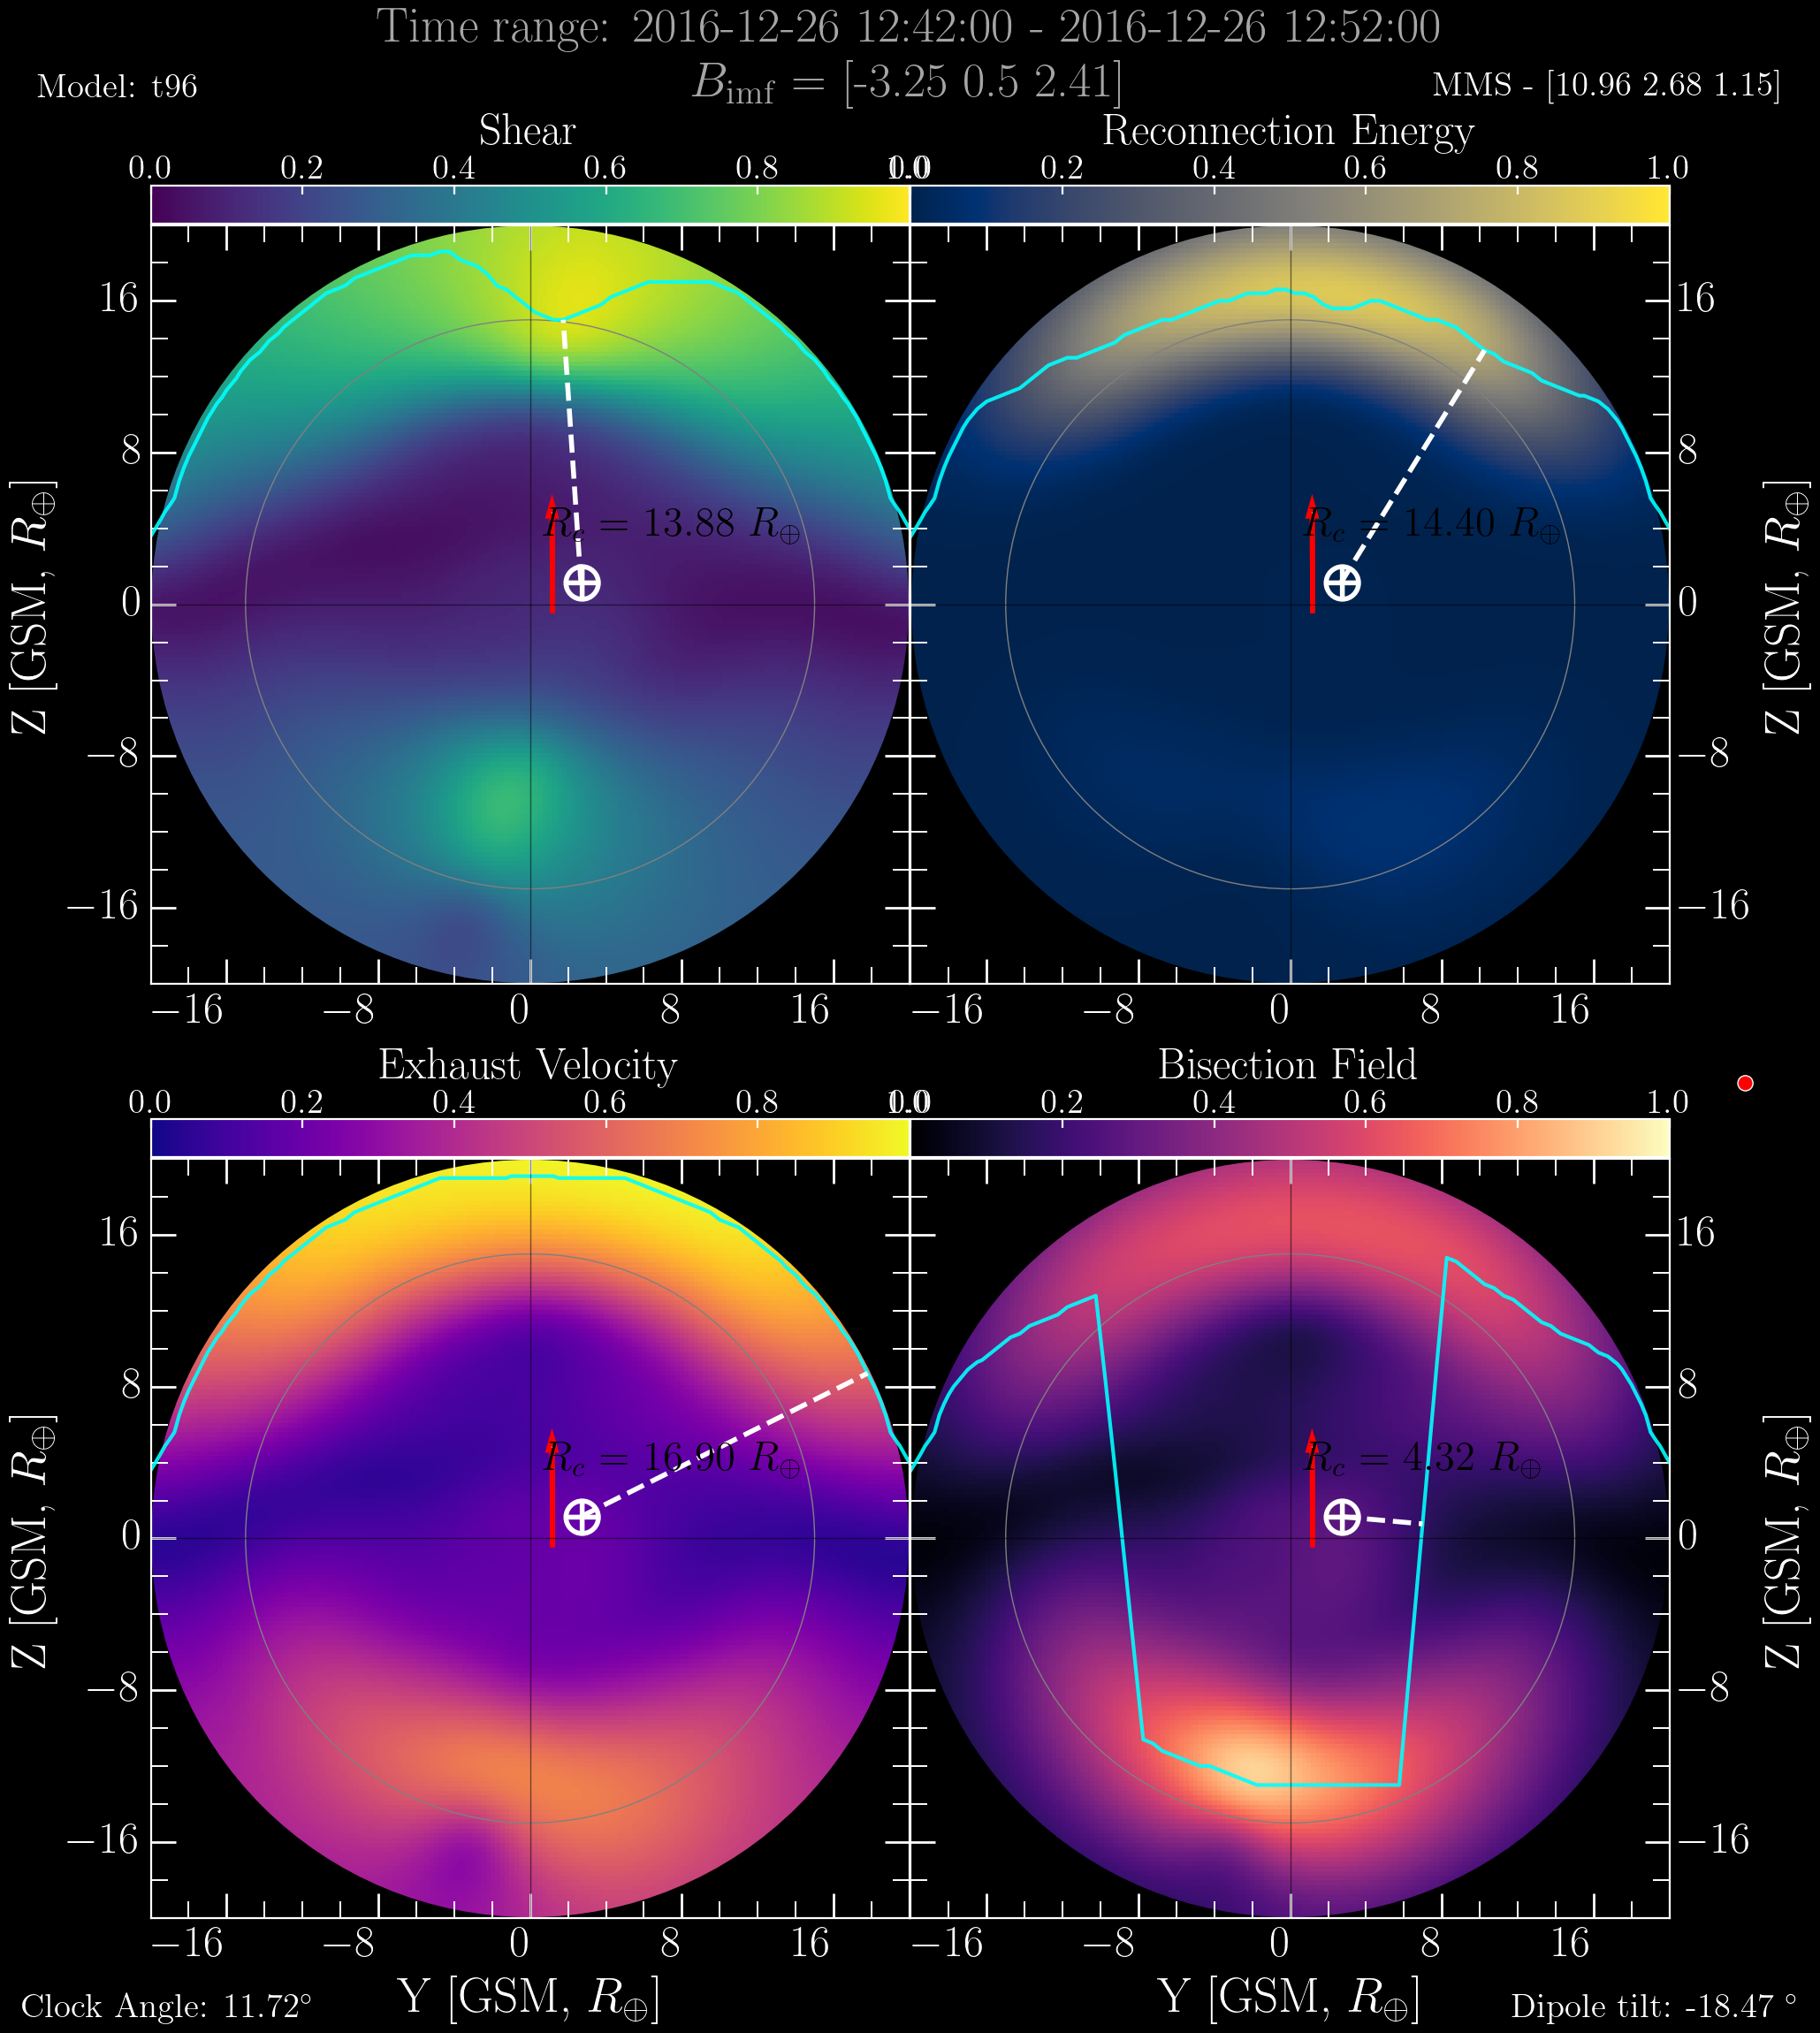 Time range: 2016-12-26 12:42:00 - 2016-12-26 12:52:00
Model: t96
B_imf = [-3.25 0.5 2.41]
MMS - [10.96 2.68 1.15]
Shear
Reconnection Energy
0.0 0.2 0.4 0.6 0.8 1.0
0.0 0.2 0.4 0.6 0.8 1.0
16
8
0
−8
−16
Z [GSM, R⊕]
R_c = 13.88 R⊕
R_c = 14.40 R⊕
16
8
0
−8
−16
Z [GSM, R⊕]
−16 −8 0 8 16
−16 −8 0 8 16
Exhaust Velocity
Bisection Field
0.0 0.2 0.4 0.6 0.8 1.0
0.0 0.2 0.4 0.6 0.8 1.0
16
8
0
−8
−16
Z [GSM, R⊕]
R_c = 16.90 R⊕
R_c = 4.32 R⊕
16
8
0
−8
−16
Z [GSM, R⊕]
−16 −8 0 8 16
−16 −8 0 8 16
Y [GSM, R⊕]
Y [GSM, R⊕]
Clock Angle: 11.72°
Dipole tilt: -18.47 °